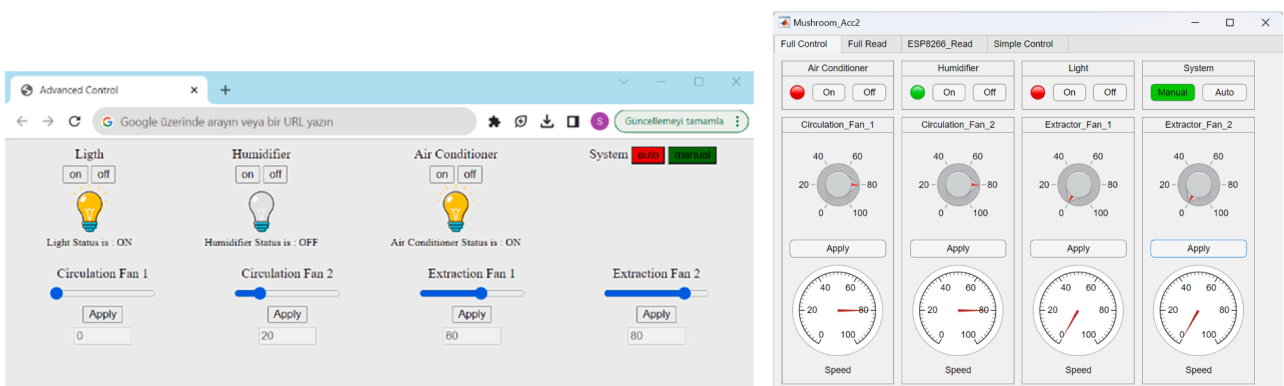 Advanced Control
Google üzerinde arayın veya bir URL yazın
S
Güncellemeyi tamamla
Ligth
on off
Light Status is : ON
Humidifier
on off
Humidifier Status is : OFF
Air Conditioner
on off
Air Conditioner Status is : ON
System auto manual
Circulation Fan 1
Apply
0
Circulation Fan 2
Apply
20
Extraction Fan 1
Apply
60
Extraction Fan 2
Apply
80
Mushroom_Acc2
Full Control Full Read ESP8266_Read Simple Control
Air Conditioner
On Off
Humidifier
On Off
Light
On Off
System
Manual Auto
Circulation_Fan_1
40 60
20 80
0 100
Apply
40 60
20 80
0 100
Speed
Circulation_Fan_2
40 60
20 80
0 100
Apply
40 60
20 80
0 100
Speed
Extractor_Fan_1
40 60
20 80
0 100
Apply
40 60
20 80
0 100
Speed
Extractor_Fan_2
40 60
20 80
0 100
Apply
40 60
20 80
0 100
Speed